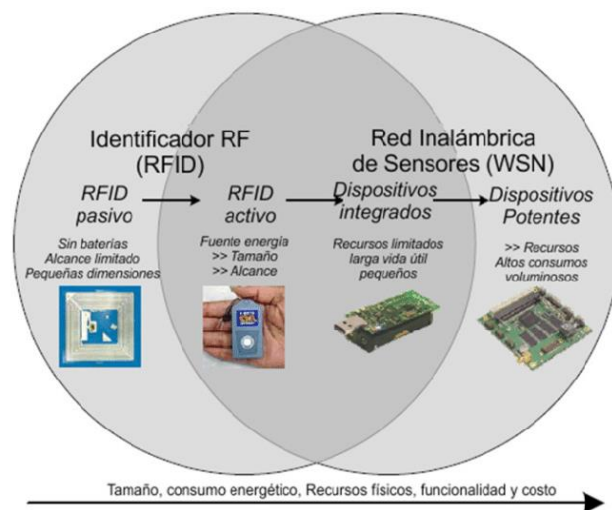 Identificador RF
(RFID)
Red Inalámbrica
de Sensores (WSN)
RFID
pasivo
RFID
activo
Dispositivos
integrados
Dispositivos
Potentes
Sin baterías
Alcance limitado
Pequeñas dimensiones
Fuente energía
>> Tamaño
>> Alcance
Recursos limitados
larga vida útil
pequeños
>> Recursos
Altos consumos
voluminosos
Tamaño, consumo energético, Recursos físicos, funcionalidad y costo